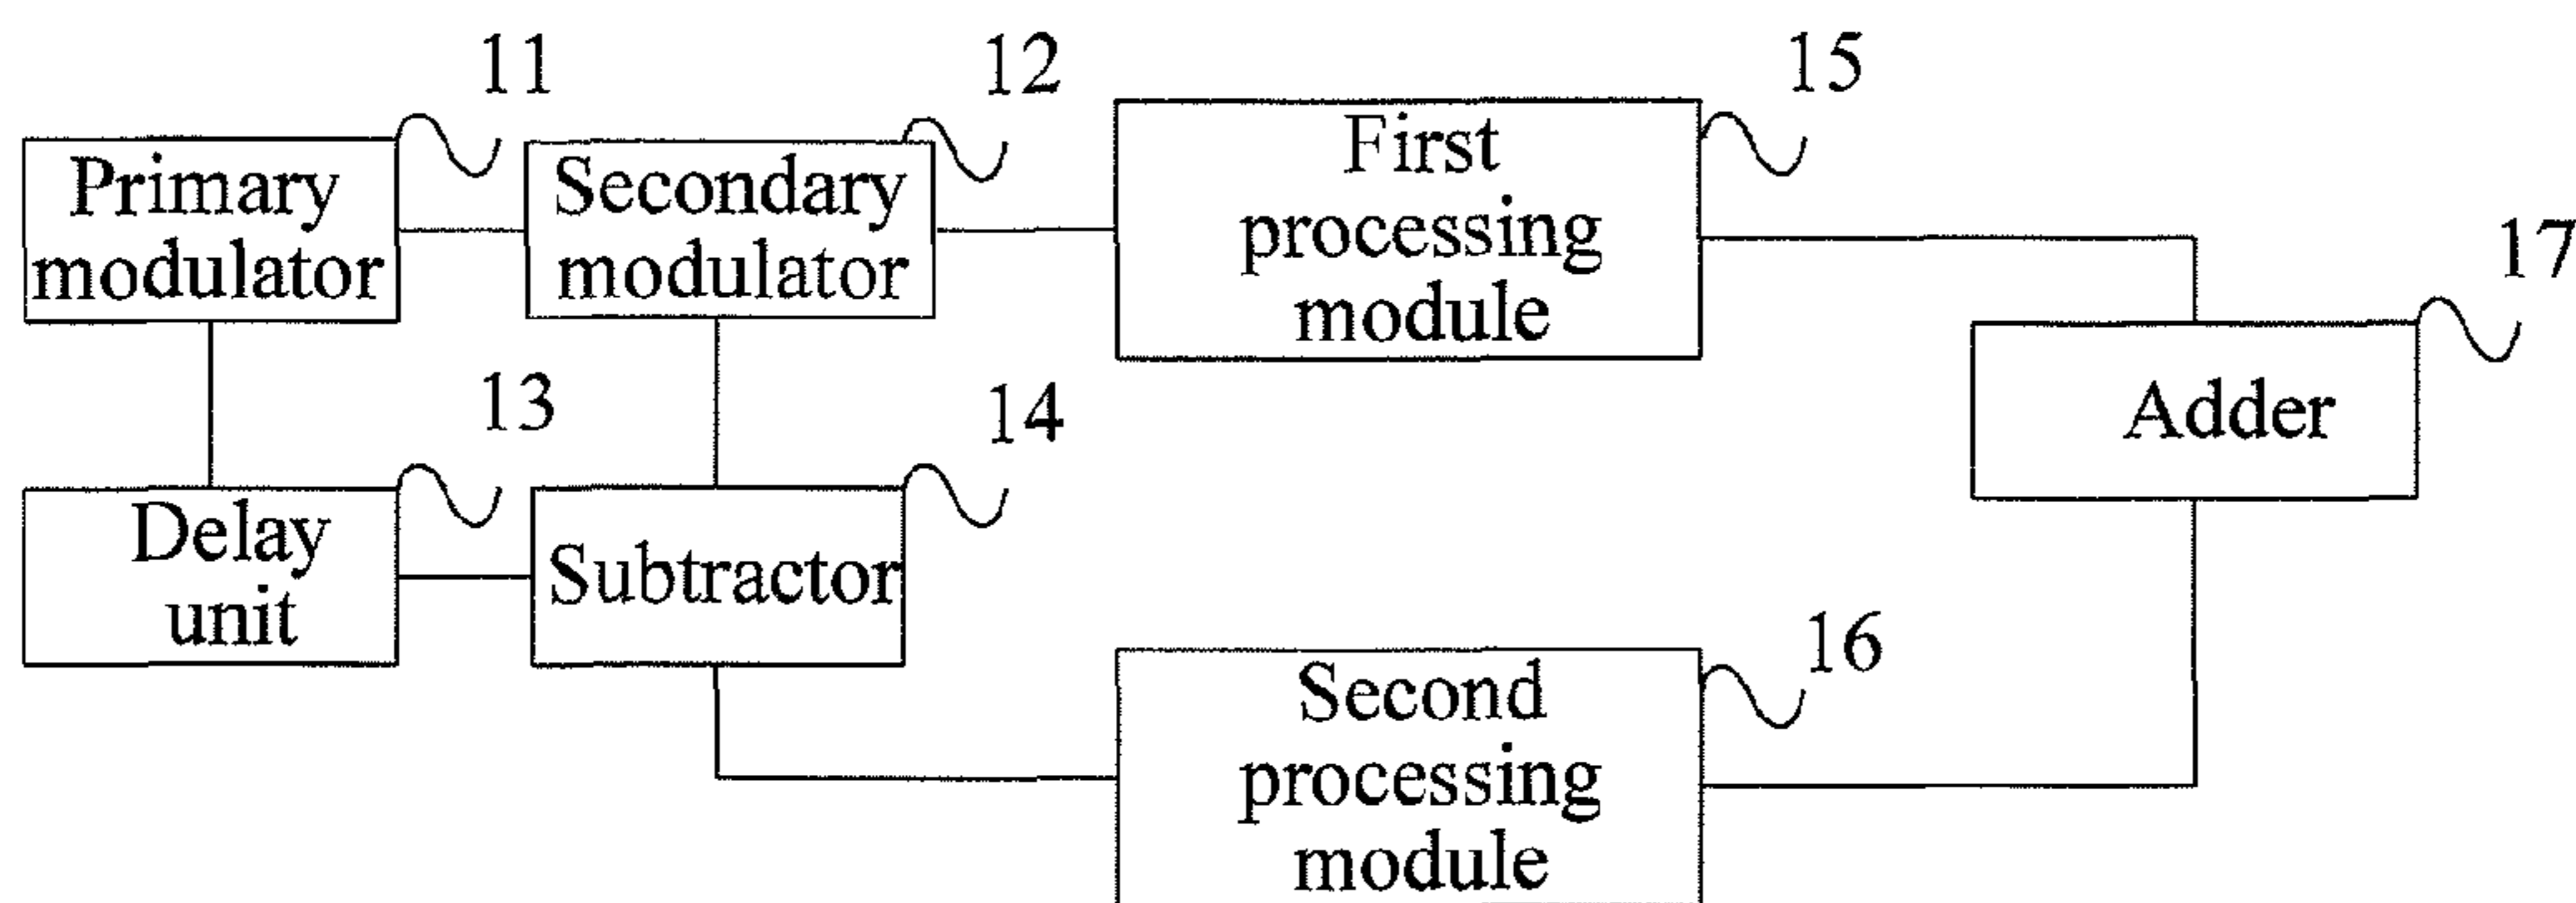 11
12
15
Primary
modulator
Secondary
modulator
First
processing
module
17
Adder
13
14
Delay
unit
Subtractor
16
Second
processing
module